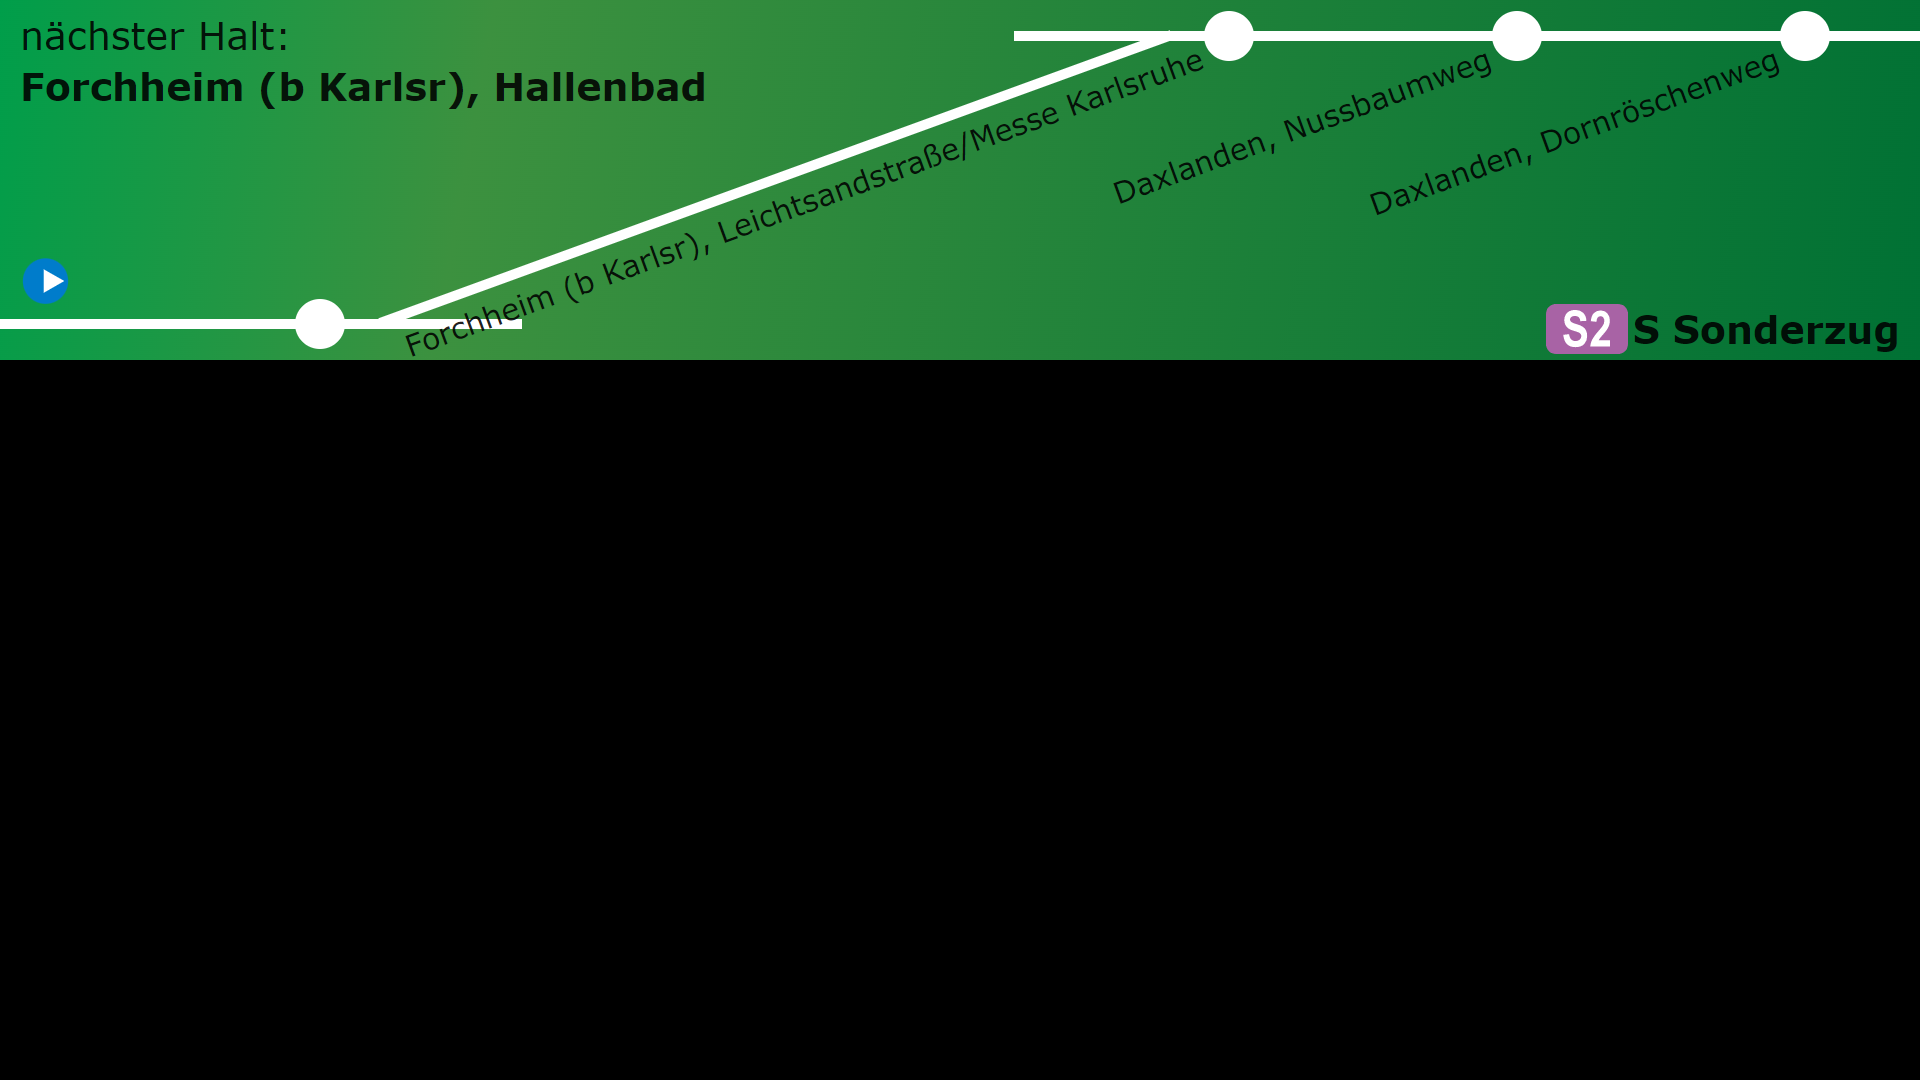 nächster Halt:
Forchheim (b Karlsr), Hallenbad
Forchheim (b Karlsr), Leichtsandstraße/Messe Karlsruhe
Daxlanden, Nussbaumweg
Daxlanden, Dornröschenweg
S2 S Sonderzug